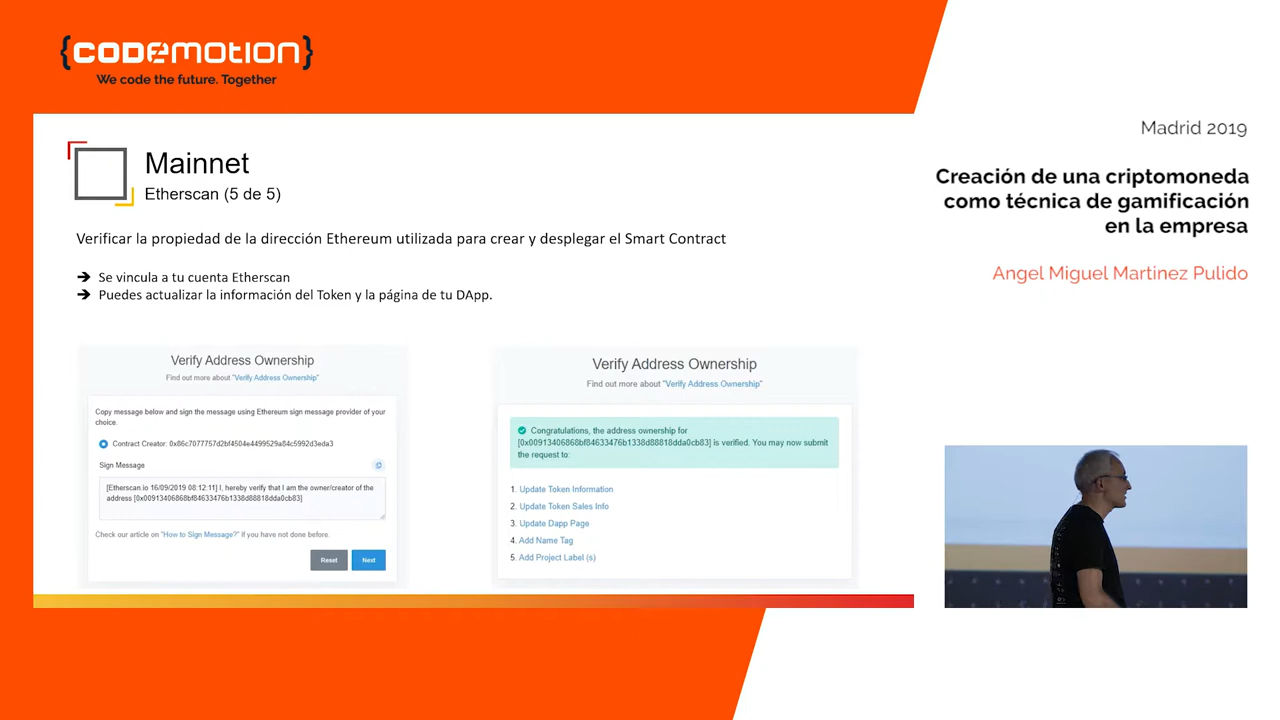 {CODEMOTION}
We code the future. Together
Madrid 2019
Creación de una criptomoneda
como técnica de gamificación
en la empresa
Angel Miguel Martinez Pulido
Mainnet
Etherscan (5 de 5)
Verificar la propiedad de la dirección Ethereum utilizada para crear y desplegar el Smart Contract
➔ Se vincula a tu cuenta Etherscan
➔ Puedes actualizar la información del Token y la página de tu DApp.
Verify Address Ownership
Find out more about "Verify Address Ownership"
Copy message below and sign the message using Ethereum sign message provider of your
choice.
Contract Creator: 0x86c7077757d2bf4504e4499529a84c5992d3eda3
Sign Message
[Etherscan.io 16/09/2019 08:12:11] I, hereby verify that I am the owner/creator of the
address [0x00913406868bf84633476b1338d88818dda0cb83]
Check our article on "How to Sign Message?" if you have not done before.
Reset
Next
Verify Address Ownership
Find out more about "Verify Address Ownership"
Congratulations, the address ownership for
[0x00913406868bf84633476b1338d88818dda0cb83] is verified. You may now submit
the request to:
1. Update Token Information
2. Update Token Sales Info
3. Update Dapp Page
4. Add Name Tag
5. Add Project Label (s)